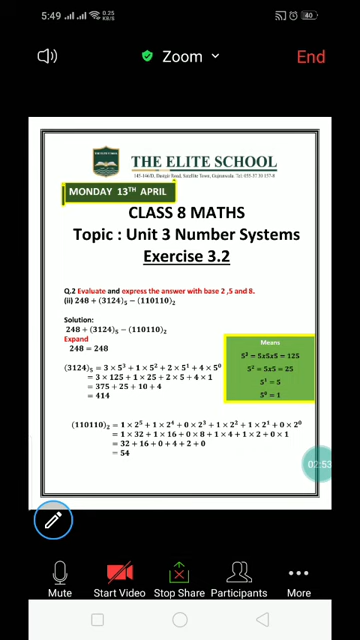 5:49
0.25
KB/S
40
Zoom
End
THE ELITE SCHOOL
MONDAY 13TH APRIL
CLASS 8 MATHS
Topic : Unit 3 Number Systems
Exercise 3.2
Q.2 Evaluate and express the answer with base 2 ,5 and 8.
(ii) 248 + (3124)₅ − (110110)₂
Solution:
248 + (3124)₅ − (110110)₂
Expand
248 = 248
(3124)₅ = 3 × 5³ + 1 × 5² + 2 × 5¹ + 4 × 5⁰
= 3 × 125 + 1 × 25 + 2 × 5 + 4 × 1
= 375 + 25 + 10 + 4
= 414
Means
5³ = 5x5x5 = 125
5² = 5x5 = 25
5¹ = 5
5⁰ = 1
(110110)₂ = 1 × 2⁵ + 1 × 2⁴ + 0 × 2³ + 1 × 2² + 1 × 2¹ + 0 × 2⁰
= 1 × 32 + 1 × 16 + 0 × 8 + 1 × 4 + 1 × 2 + 0 × 1
= 32 + 16 + 0 + 4 + 2 + 0
= 54
02:53
Mute
Start Video
Stop Share
Participants
More